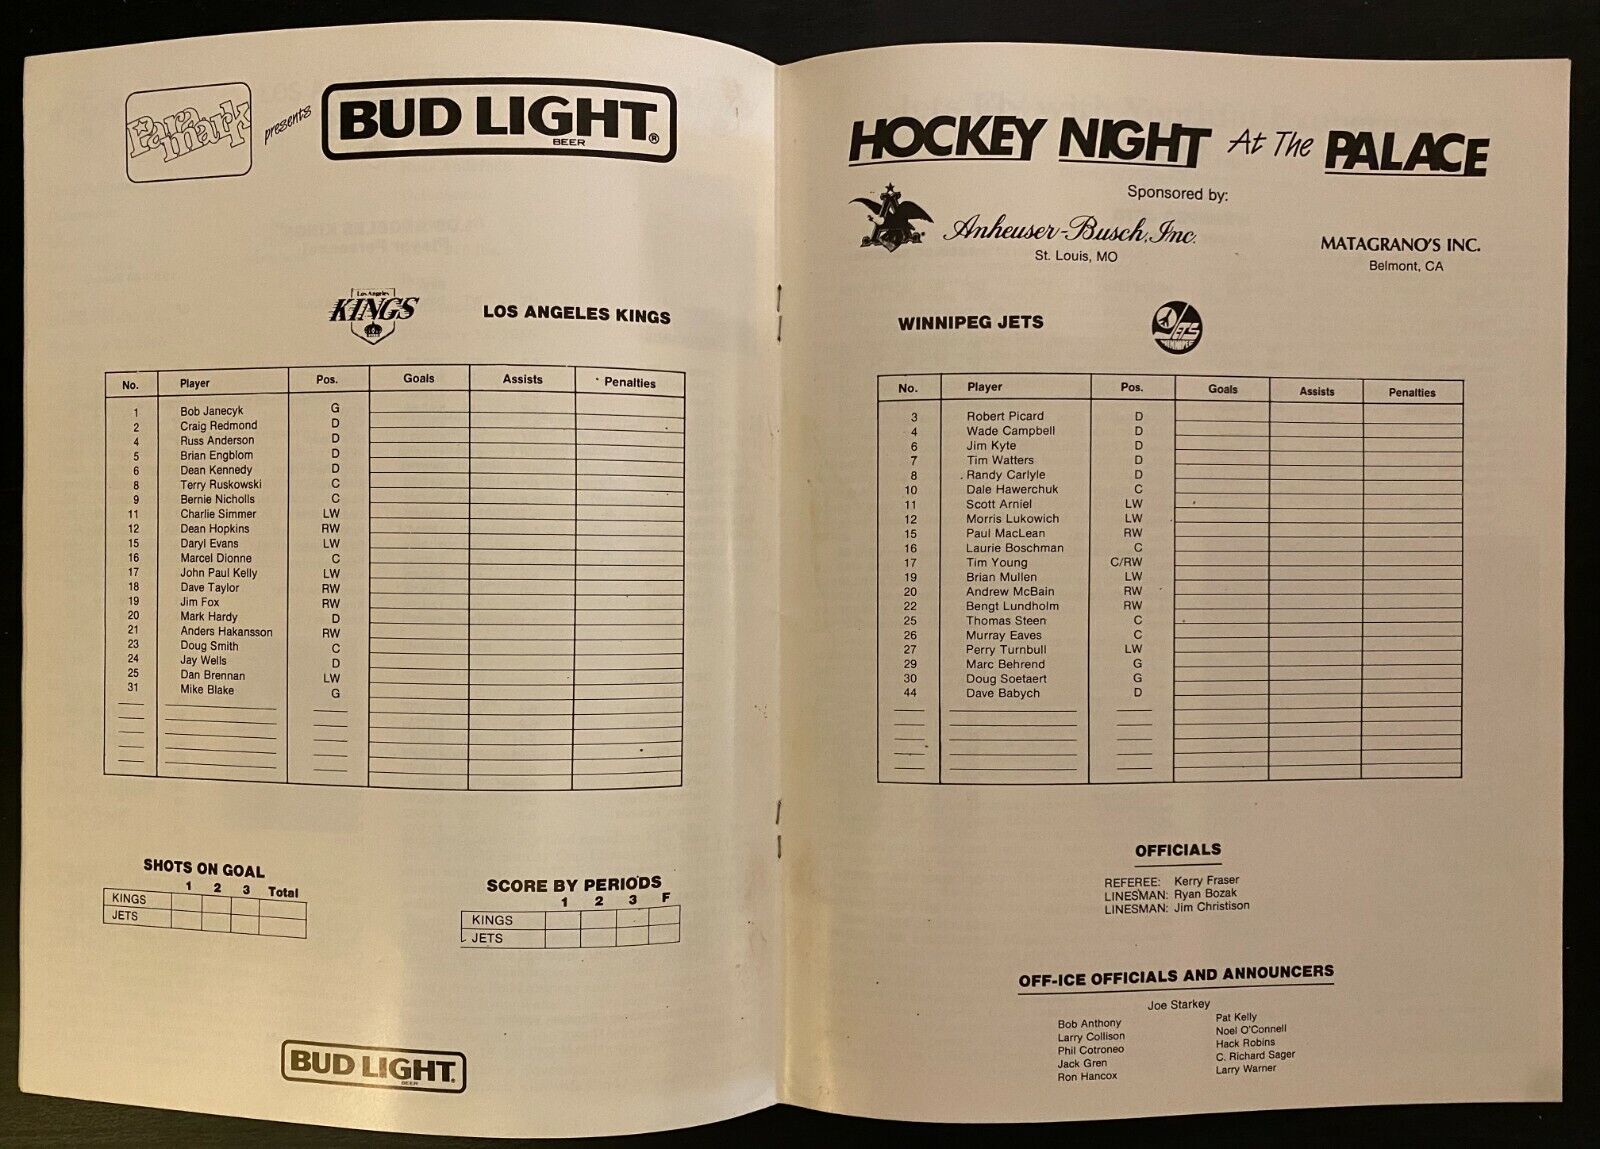 Para Mark presents BUD LIGHT®
BEER
Los Angeles
KINGS LOS ANGELES KINGS
No. Player Pos. Goals Assists Penalties
1 Bob Janecyk G
2 Craig Redmond D
4 Russ Anderson D
5 Brian Engblom D
6 Dean Kennedy D
8 Terry Ruskowski C
9 Bernie Nicholls C
11 Charlie Simmer LW
12 Dean Hopkins RW
15 Daryl Evans LW
16 Marcel Dionne C
17 John Paul Kelly LW
18 Dave Taylor RW
19 Jim Fox RW
20 Mark Hardy D
21 Anders Hakansson RW
23 Doug Smith C
24 Jay Wells D
25 Dan Brennan LW
31 Mike Blake G
SHOTS ON GOAL
1 2 3 Total
KINGS
JETS
SCORE BY PERIODS
1 2 3 F
KINGS
JETS
BUD LIGHT®
BEER
HOCKEY NIGHT At The PALACE
Sponsored by:
Anheuser-Busch, Inc.
St. Louis, MO
MATAGRANO'S INC.
Belmont, CA
WINNIPEG JETS JETS
WINNIPEG
No. Player Pos. Goals Assists Penalties
3 Robert Picard D
4 Wade Campbell D
6 Jim Kyte D
7 Tim Watters D
8 Randy Carlyle D
10 Dale Hawerchuk C
11 Scott Arniel LW
12 Morris Lukowich LW
15 Paul MacLean RW
16 Laurie Boschman C
17 Tim Young C/RW
19 Brian Mullen LW
20 Andrew McBain RW
22 Bengt Lundholm RW
25 Thomas Steen C
26 Murray Eaves C
27 Perry Turnbull LW
29 Marc Behrend G
30 Doug Soetaert G
44 Dave Babych D
OFFICIALS
REFEREE: Kerry Fraser
LINESMAN: Ryan Bozak
LINESMAN: Jim Christison
OFF-ICE OFFICIALS AND ANNOUNCERS
Joe Starkey
Bob Anthony
Larry Collison
Phil Cotroneo
Jack Gren
Ron Hancox
Pat Kelly
Noel O'Connell
Hack Robins
C. Richard Sager
Larry Warner